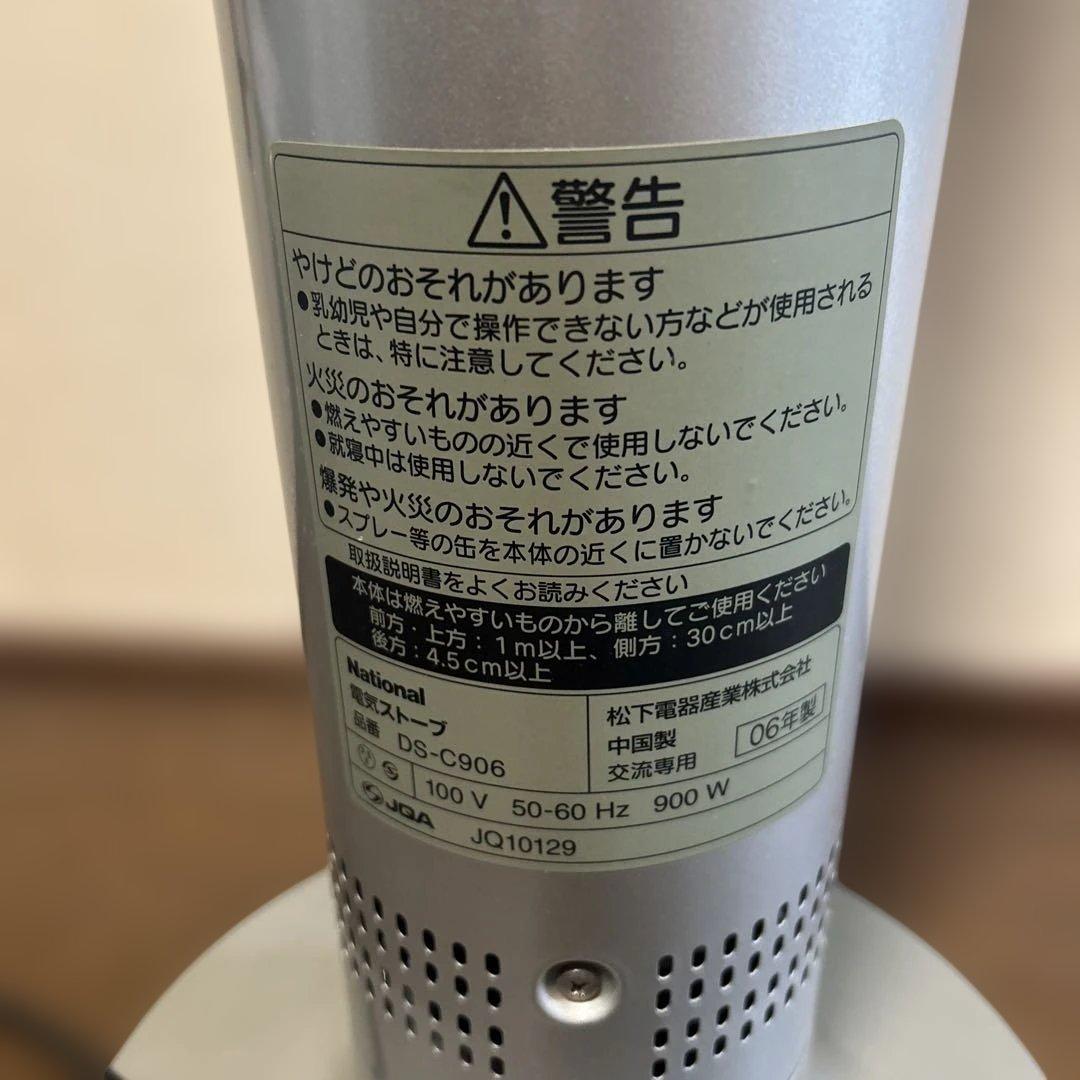 警告
やけどのおそれがあります
●乳幼児や自分で操作できない方などが使用される
ときは、特に注意してください。
火災のおそれがあります
●燃えやすいものの近くで使用しないでください。
●就寝中は使用しないでください。
爆発や火災のおそれがあります
●スプレー等の缶を本体の近くに置かないでください。
取扱説明書をよくお読みください
本体は燃えやすいものから離してご使用ください
前方・上方：1m以上、側方：30cm以上
後方：4.5cm以上
National
電気ストーブ
品番 DS-C906
松下電器産業株式会社
中国製 06年製
交流専用
100 V 50-60 Hz 900 W
JQA JQ10129